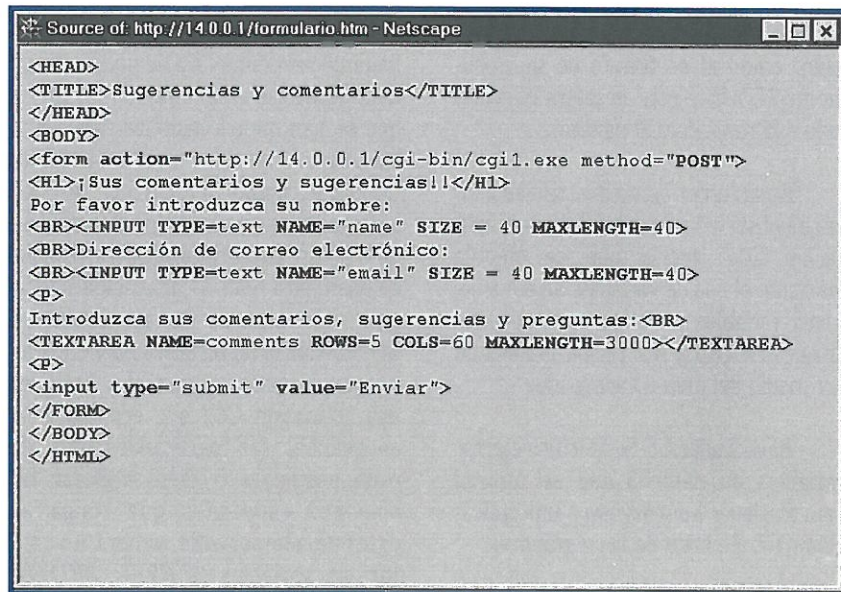 Source of: http://14.0.0.1/formulario.htm - Netscape
<HEAD>
<TITLE>Sugerencias y comentarios</TITLE>
</HEAD>
<BODY>
<form action="http://14.0.0.1/cgi-bin/cgi1.exe method="POST">
<H1>¡Sus comentarios y sugerencias!!</H1>
Por favor introduzca su nombre:
<BR><INPUT TYPE=text NAME="name" SIZE = 40 MAXLENGTH=40>
<BR>Dirección de correo electrónico:
<BR><INPUT TYPE=text NAME="email" SIZE = 40 MAXLENGTH=40>
<P>
Introduzca sus comentarios, sugerencias y preguntas:<BR>
<TEXTAREA NAME=comments ROWS=5 COLS=60 MAXLENGTH=3000></TEXTAREA>
<P>
<input type="submit" value="Enviar">
</FORM>
</BODY>
</HTML>